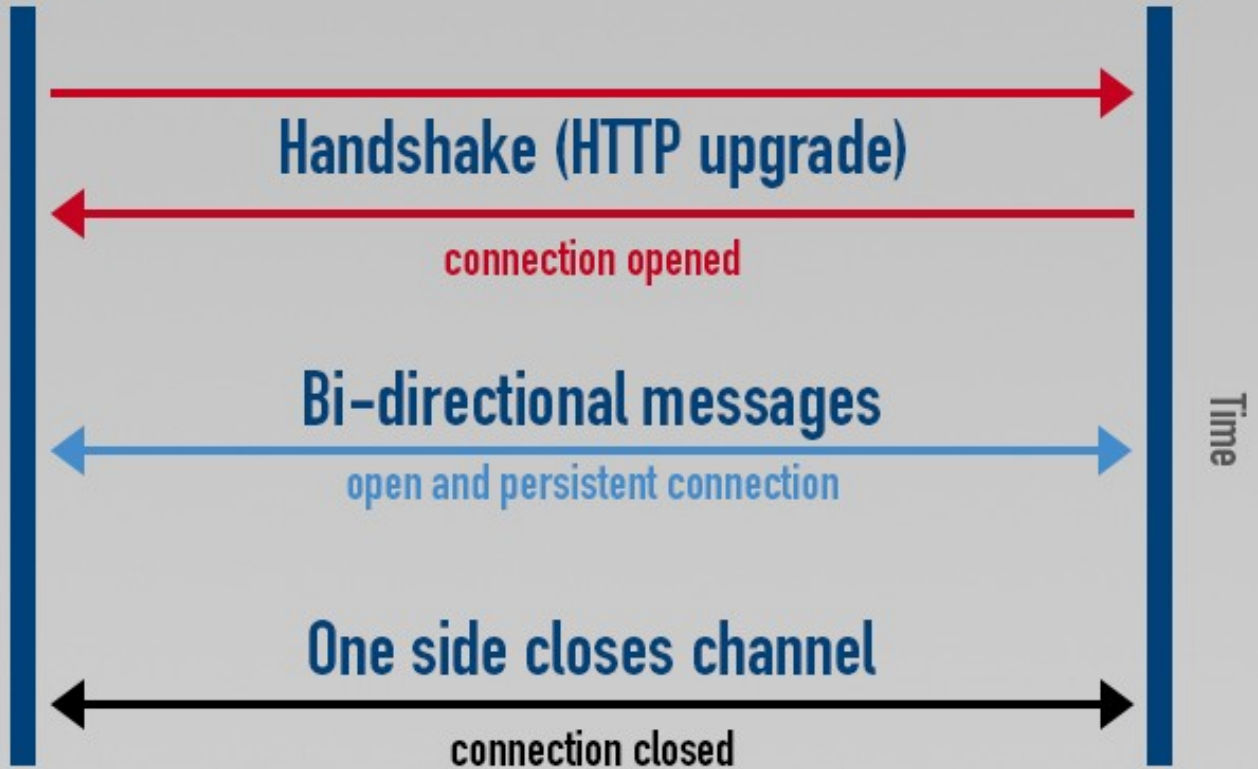 Handshake (HTTP upgrade)
connection opened
Bi-directional messages
open and persistent connection
Time
One side closes channel
connection closed